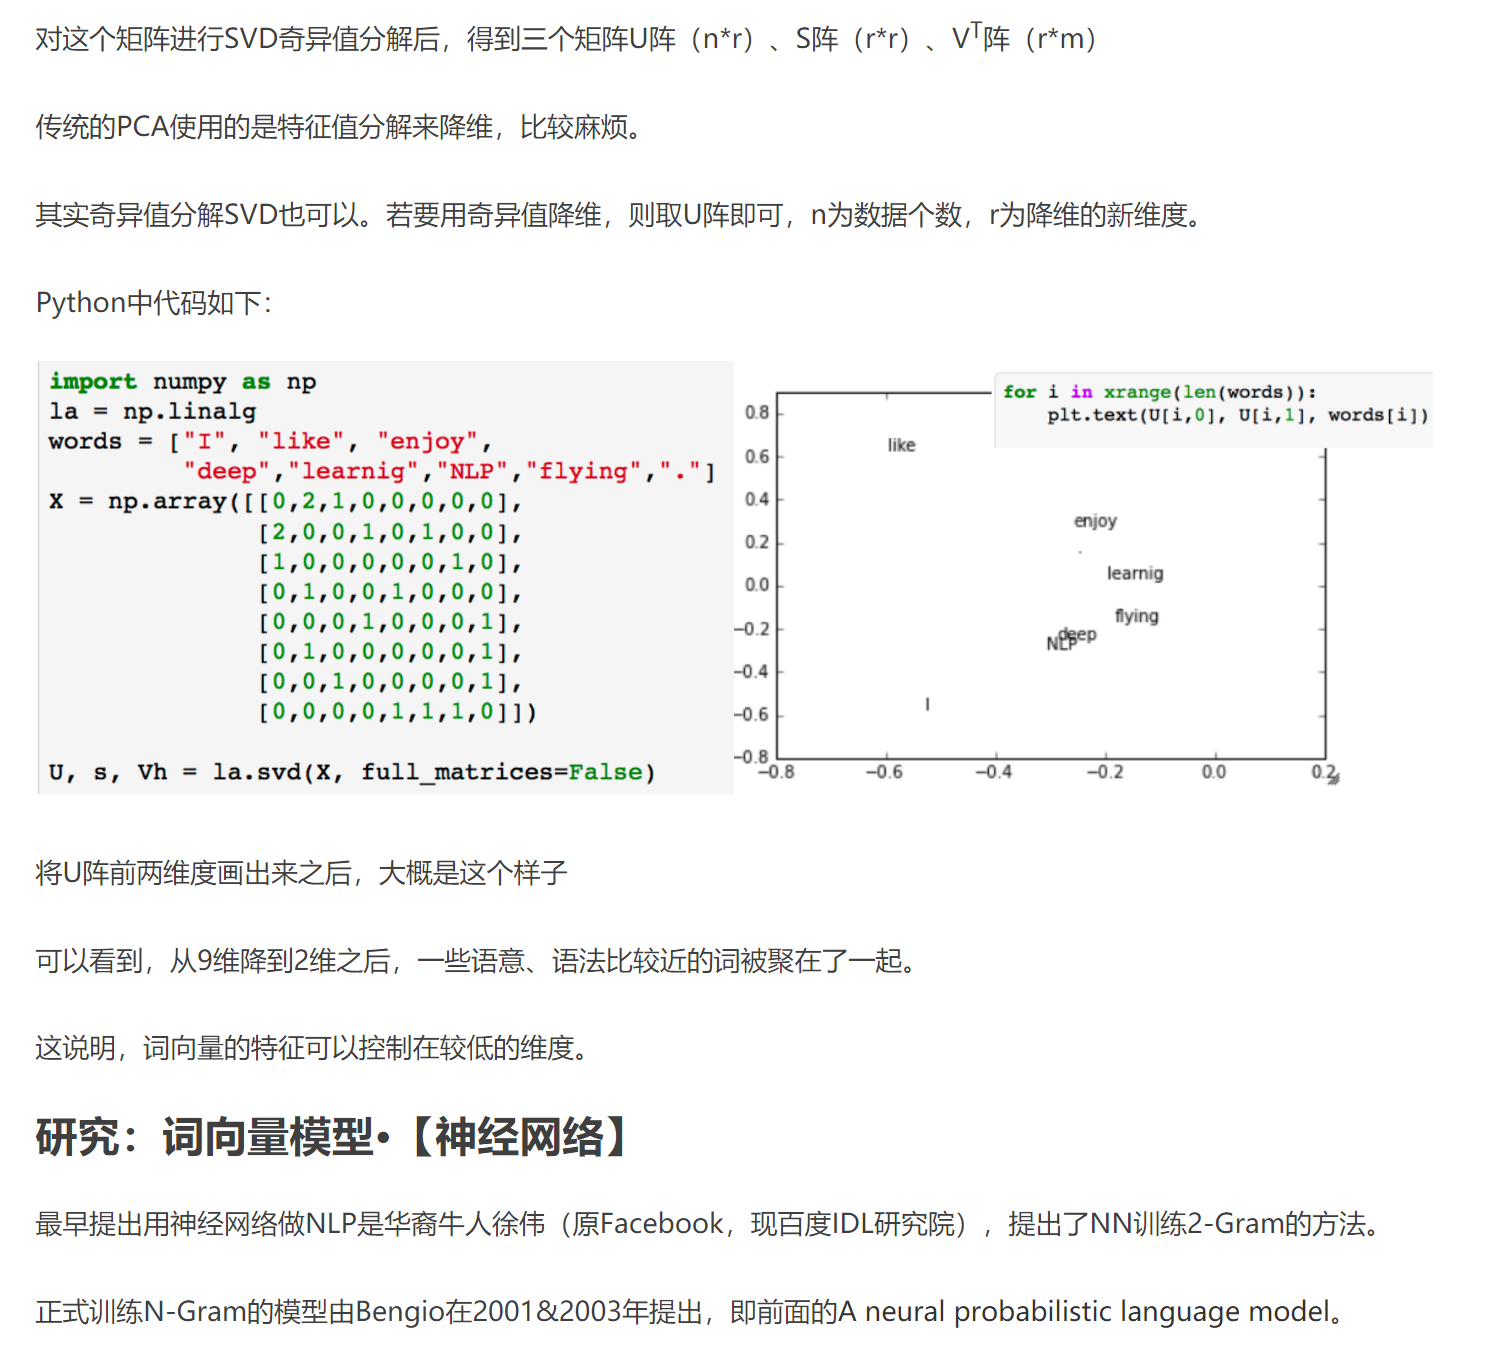 对这个矩阵进行SVD奇异值分解后，得到三个矩阵U阵（n*r）、S阵（r*r）、V^T阵（r*m）
传统的PCA使用的是特征值分解来降维，比较麻烦。
其实奇异值分解SVD也可以。若要用奇异值降维，则取U阵即可，n为数据个数，r为降维的新维度。
Python中代码如下：
import numpy as np
la = np.linalg
words = ["I", "like", "enjoy",
"deep","learnig","NLP","flying","."]
X = np.array([[0,2,1,0,0,0,0,0],
[2,0,0,1,0,1,0,0],
[1,0,0,0,0,0,1,0],
[0,1,0,0,1,0,0,0],
[0,0,0,1,0,0,0,1],
[0,1,0,0,0,0,0,1],
[0,0,1,0,0,0,0,1],
[0,0,0,0,1,1,1,0]])
U, s, Vh = la.svd(X, full_matrices=False)
for i in xrange(len(words)):
plt.text(U[i,0], U[i,1], words[i])
0.8
0.6
0.4
0.2
0.0
−0.2
−0.4
−0.6
−0.8
like
enjoy
.
learnig
flying
deep
NLP
I
−0.8 −0.6 −0.4 −0.2 0.0 0.2
将U阵前两维度画出来之后，大概是这个样子
可以看到，从9维降到2维之后，一些语意、语法比较近的词被聚在了一起。
这说明，词向量的特征可以控制在较低的维度。
研究：词向量模型•【神经网络】
最早提出用神经网络做NLP是华裔牛人徐伟（原Facebook，现百度IDL研究院），提出了NN训练2-Gram的方法。
正式训练N-Gram的模型由Bengio在2001&2003年提出，即前面的A neural probabilistic language model。